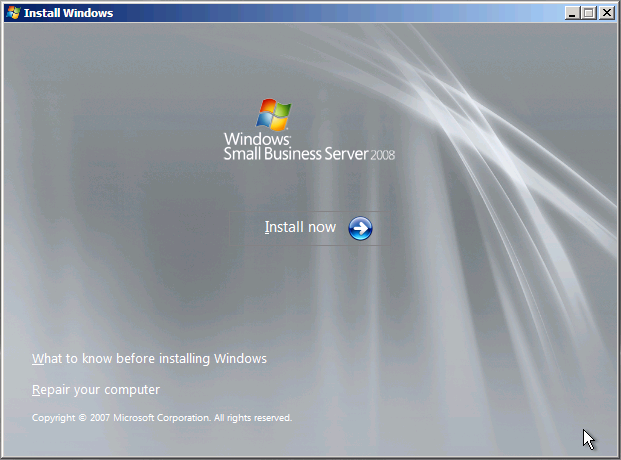 Install Windows
Windows
Small Business Server 2008
Install now
What to know before installing Windows
Repair your computer
Copyright © 2007 Microsoft Corporation. All rights reserved.